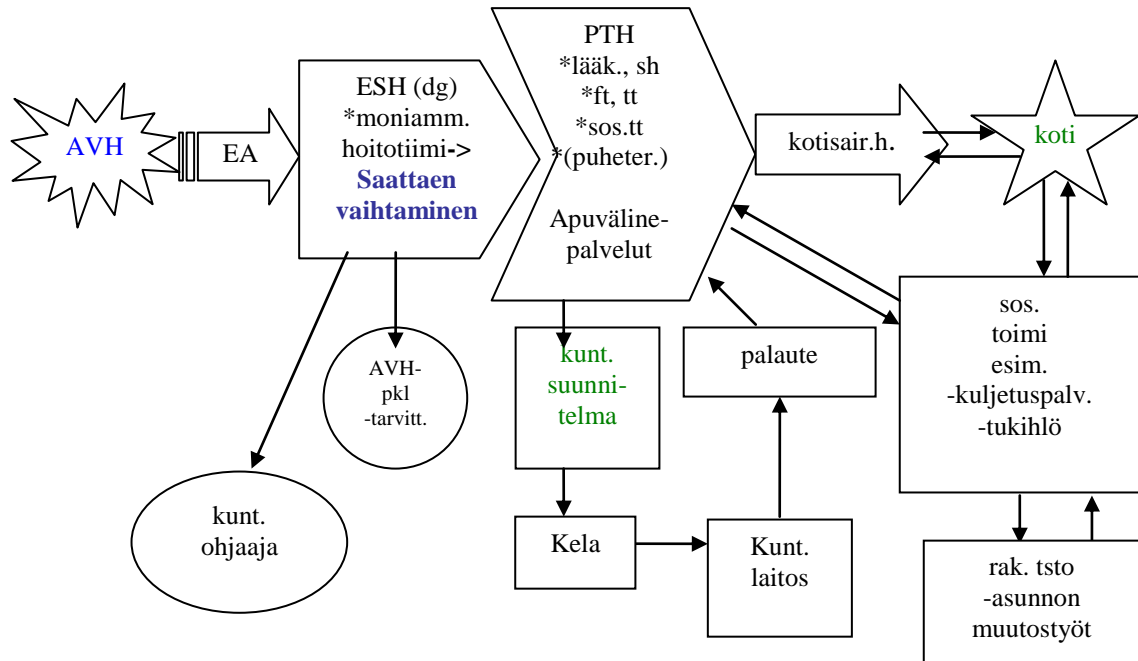 AVH
EA
ESH (dg)
*moniamm.
hoitotiimi->
Saattaen
vaihtaminen
PTH
*lääk., sh
*ft, tt
*sos.tt
*(puheter.)
Apuväline-
palvelut
kotisair.h.
koti
AVH-
pkl
-tarvitt.
kunt.
suunni-
telma
palaute
sos.
toimi
esim.
-kuljetuspalv.
-tukihlö
kunt.
ohjaaja
Kela
Kunt.
laitos
rak. tsto
-asunnon
muutostyöt